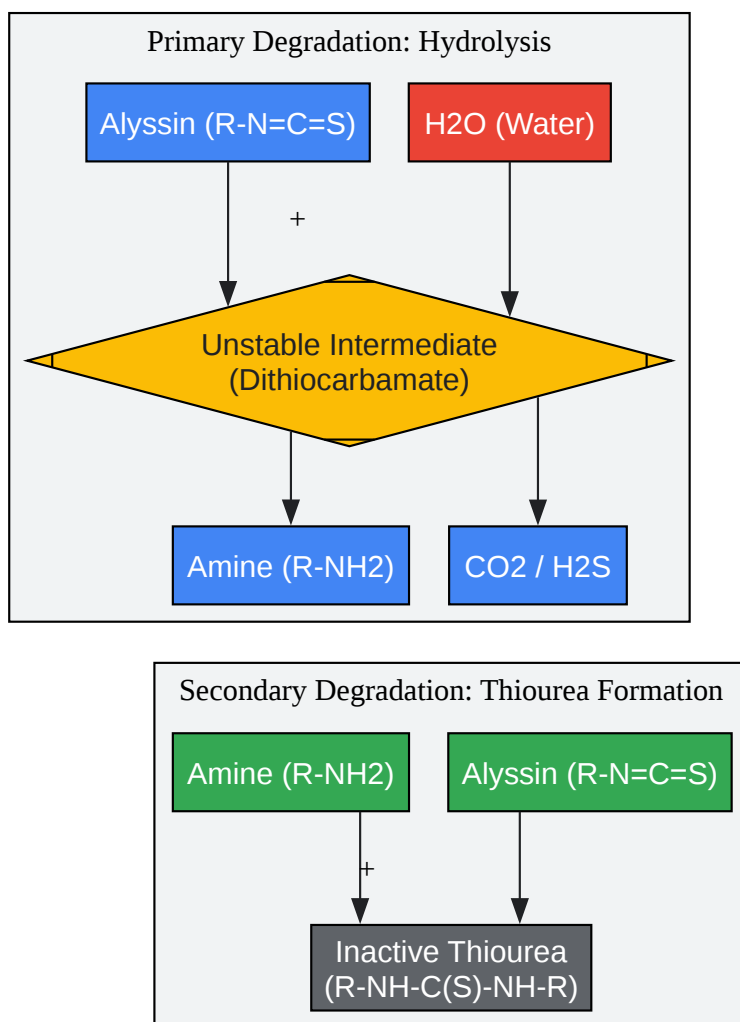 Primary Degradation: Hydrolysis
Alyssin (R-N=C=S)
H2O (Water)
+
Unstable Intermediate
(Dithiocarbamate)
Amine (R-NH2)
CO2 / H2S
Secondary Degradation: Thiourea Formation
Amine (R-NH2)
Alyssin (R-N=C=S)
+
Inactive Thiourea
(R-NH-C(S)-NH-R)